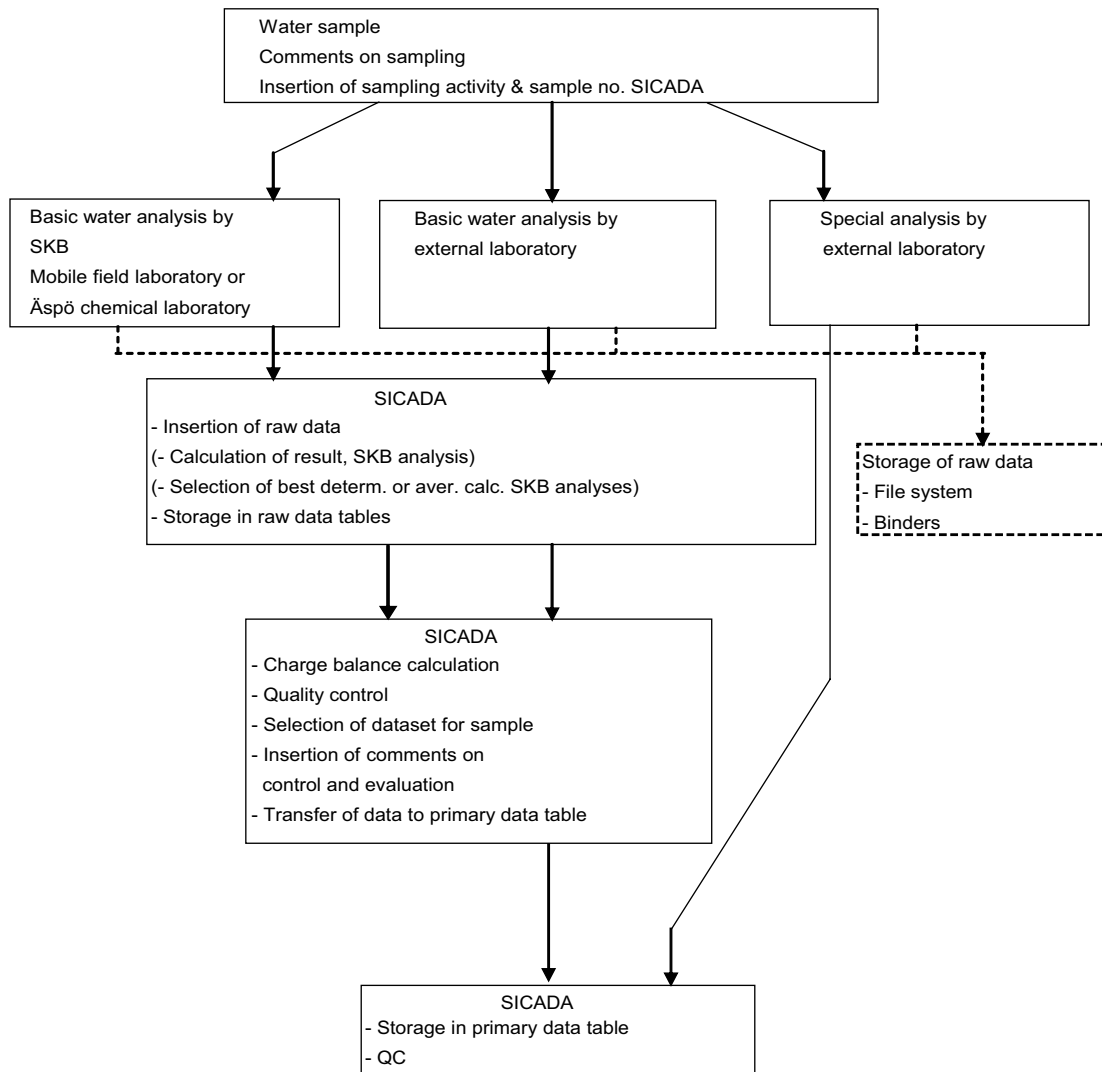 Water sample
Comments on sampling
Insertion of sampling activity & sample no. SICADA
Basic water analysis by
SKB
Mobile field laboratory or
Äspö chemical laboratory
Basic water analysis by
external laboratory
Special analysis by
external laboratory
SICADA
- Insertion of raw data
(- Calculation of result, SKB analysis)
(- Selection of best determ. or aver. calc. SKB analyses)
- Storage in raw data tables
Storage of raw data
- File system
- Binders
SICADA
- Charge balance calculation
- Quality control
- Selection of dataset for sample
- Insertion of comments on
control and evaluation
- Transfer of data to primary data table
SICADA
- Storage in primary data table
- QC